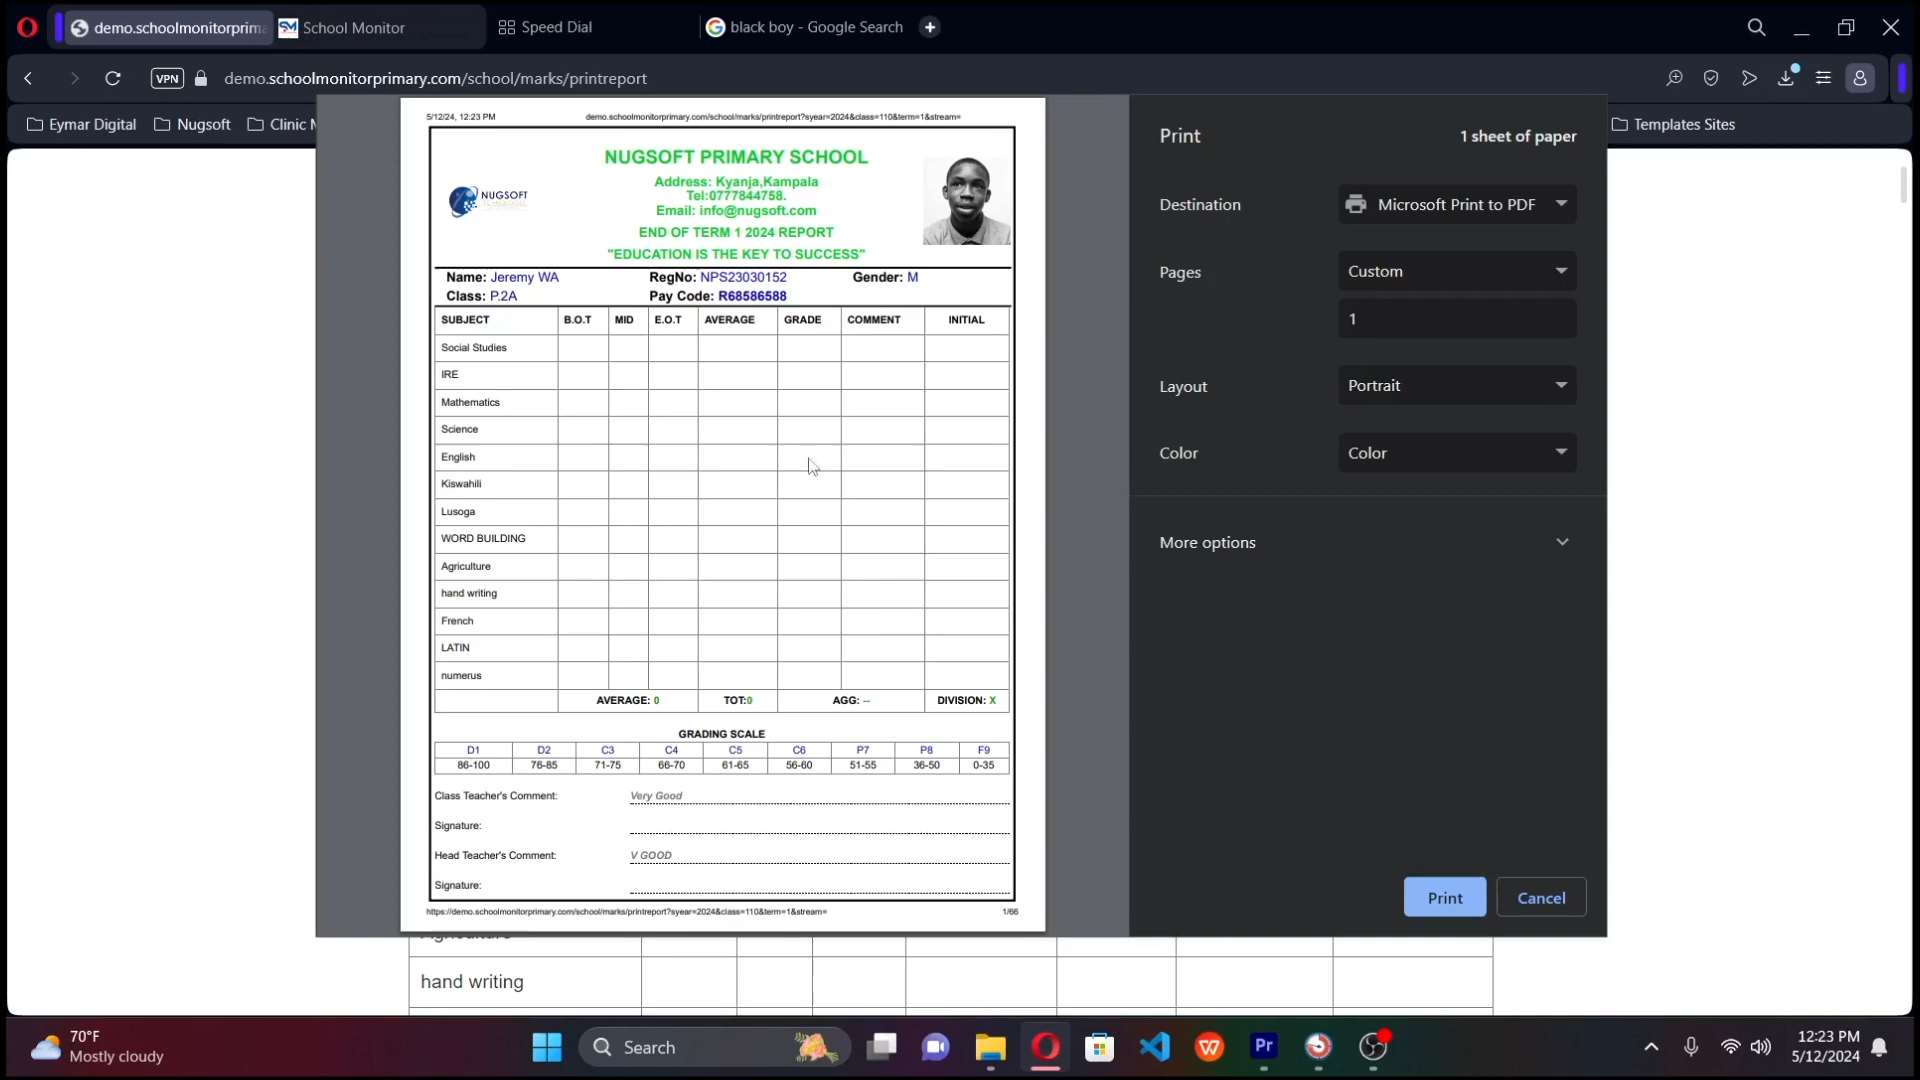 demo.schoolmonitorprima
School Monitor
Speed Dial
black boy - Google Search
VPN
demo.schoolmonitorprimary.com/school/marks/printreport
Eymar Digital
Nugsoft
Clinic M
Templates Sites
5/12/24, 12:23 PM
demo.schoolmonitorprimary.com/school/marks/printreport?syear=2024&class=110&term=1&stream=
NUGSOFT
NUGSOFT PRIMARY SCHOOL
Address: Kyanja,Kampala
Tel:0777844758.
Email: info@nugsoft.com
END OF TERM 1 2024 REPORT
"EDUCATION IS THE KEY TO SUCCESS"
Name: Jeremy WA RegNo: NPS23030152 Gender: M
Class: P.2A Pay Code: R68586588
SUBJECT B.O.T MID E.O.T AVERAGE GRADE COMMENT INITIAL
Social Studies
IRE
Mathematics
Science
English
Kiswahili
Lusoga
WORD BUILDING
Agriculture
hand writing
French
LATIN
numerus
AVERAGE: 0 TOT:0 AGG: -- DIVISION: X
GRADING SCALE
D1 D2 C3 C4 C5 C6 P7 P8 F9
86-100 76-85 71-75 66-70 61-65 56-60 51-55 36-50 0-35
Class Teacher's Comment: Very Good
Signature:
Head Teacher's Comment: V GOOD
Signature:
https://demo.schoolmonitorprimary.com/school/marks/printreport?syear=2024&class=110&term=1&stream= 1/66
Print 1 sheet of paper
Destination Microsoft Print to PDF
Pages Custom
1
Layout Portrait
Color Color
More options
Print Cancel
Agriculture
hand writing
70°F
Mostly cloudy
Search
Pr
12:23 PM
5/12/2024